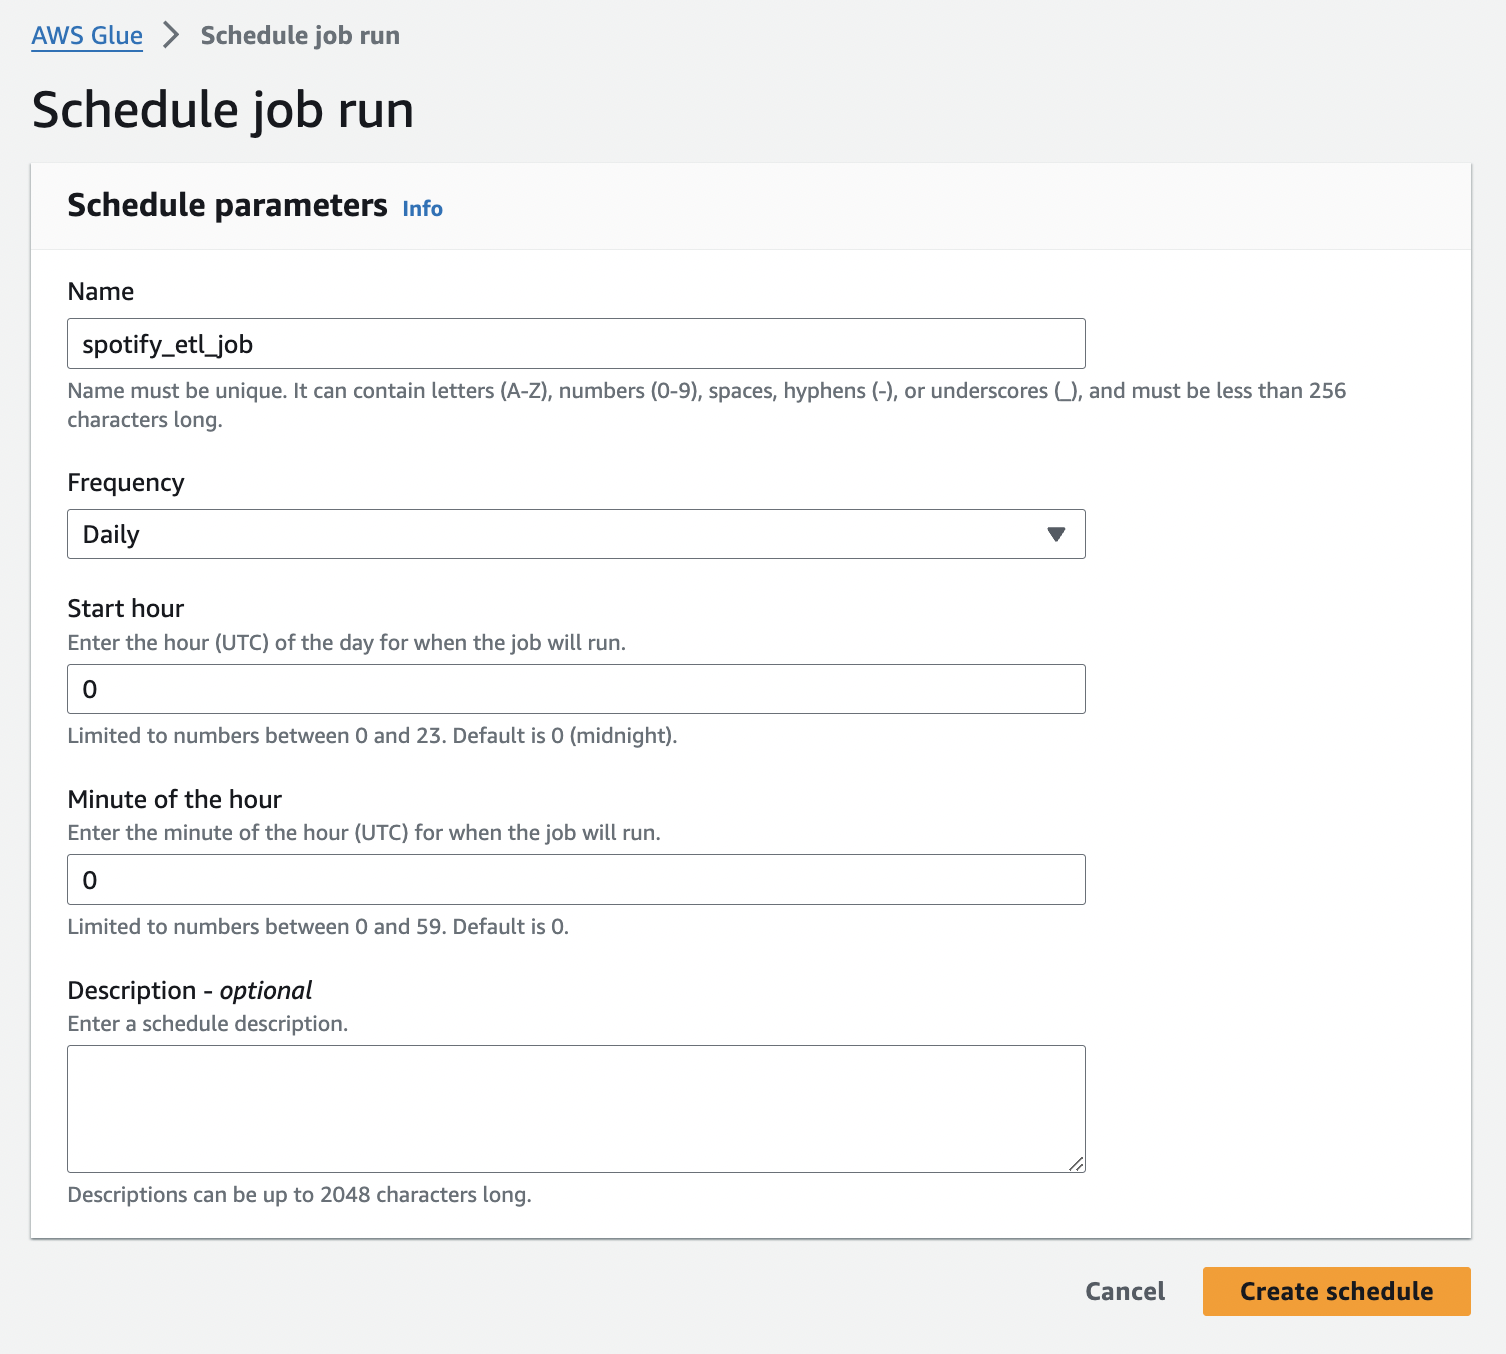 AWS Glue > Schedule job run
Schedule job run
Schedule parameters Info
Name
spotify_etl_job
Name must be unique. It can contain letters (A-Z), numbers (0-9), spaces, hyphens (-), or underscores (_), and must be less than 256
characters long.
Frequency
Daily
Start hour
Enter the hour (UTC) of the day for when the job will run.
0
Limited to numbers between 0 and 23. Default is 0 (midnight).
Minute of the hour
Enter the minute of the hour (UTC) for when the job will run.
0
Limited to numbers between 0 and 59. Default is 0.
Description - optional
Enter a schedule description.
Descriptions can be up to 2048 characters long.
Cancel Create schedule